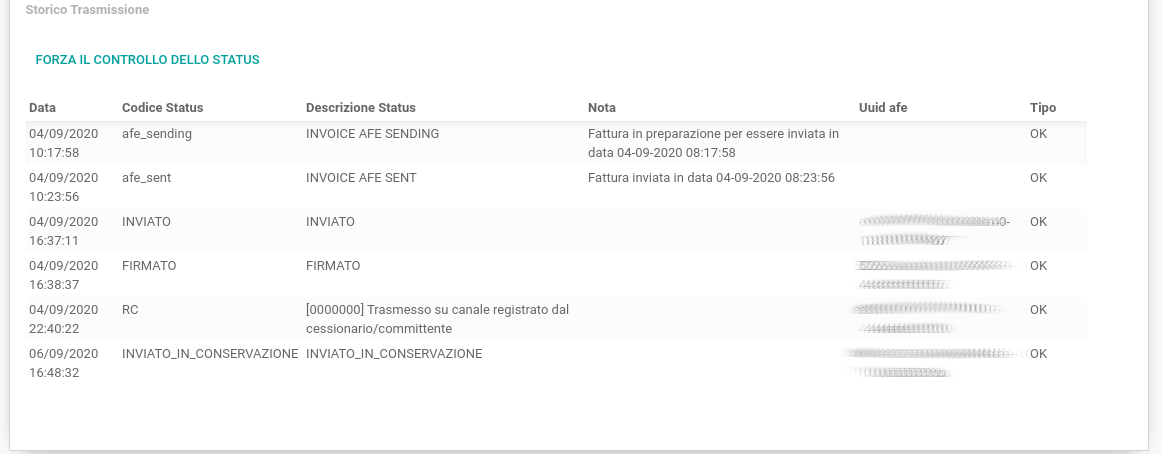 Storico Trasmissione
FORZA IL CONTROLLO DELLO STATUS
Data Codice Status Descrizione Status Nota Uuid afe Tipo
04/09/2020 afe_sending INVOICE AFE SENDING Fattura in preparazione per essere inviata in OK
10:17:58 data 04-09-2020 08:17:58
04/09/2020 afe_sent INVOICE AFE SENT Fattura inviata in data 04-09-2020 08:23:56 OK
10:23:56
04/09/2020 INVIATO INVIATO OK
16:37:11
04/09/2020 FIRMATO FIRMATO OK
16:38:37
04/09/2020 RC [0000000] Trasmesso su canale registrato dal OK
22:40:22 cessionario/committente
06/09/2020 INVIATO_IN_CONSERVAZIONE INVIATO_IN_CONSERVAZIONE OK
16:48:32